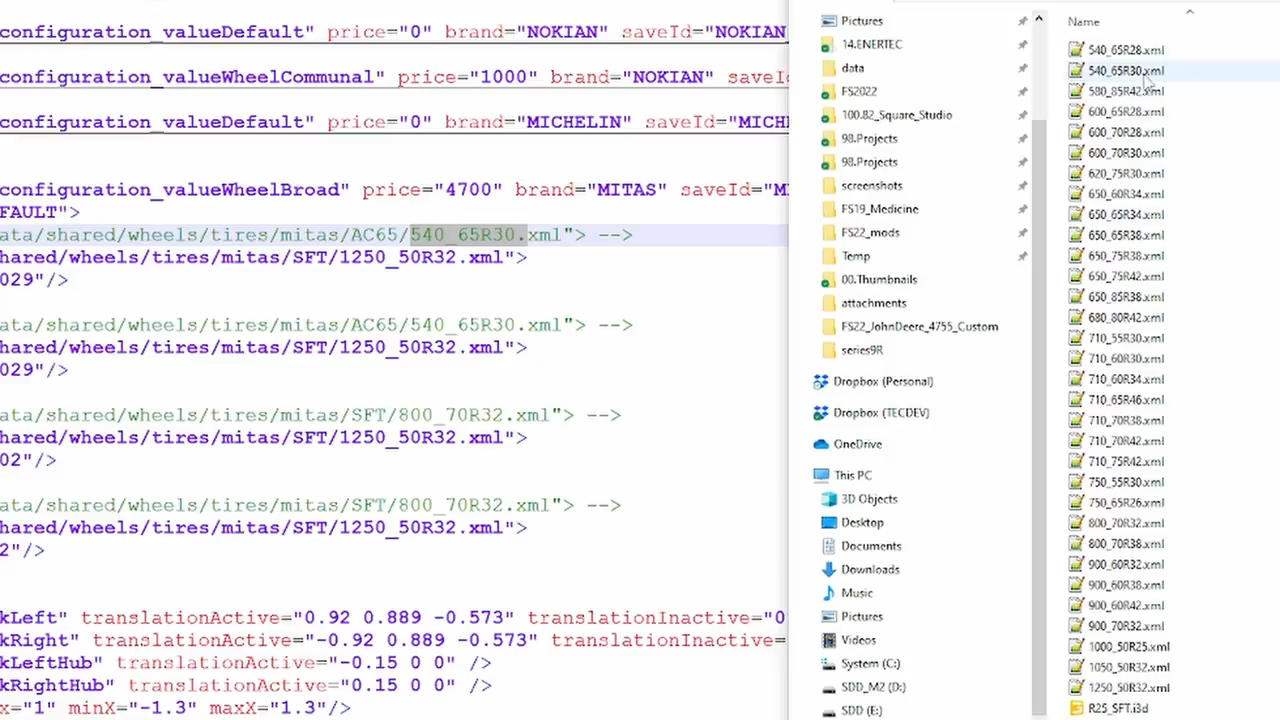 configuration_valueDefault" price="0" brand="NOKIAN" saveId="NOKIAN
configuration_valueWheelCommunal" price="1000" brand="NOKIAN" saveId
configuration_valueDefault" price="0" brand="MICHELIN" saveId="MICH
configuration_valueWheelBroad" price="4700" brand="MITAS" saveId="M
FAULT">
ata/shared/wheels/tires/mitas/AC65/540_65R30.xml"> -->
hared/wheels/tires/mitas/SFT/1250_50R32.xml">
029"/>
ata/shared/wheels/tires/mitas/AC65/540_65R30.xml"> -->
hared/wheels/tires/mitas/SFT/1250_50R32.xml">
029"/>
ata/shared/wheels/tires/mitas/SFT/800_70R32.xml"> -->
hared/wheels/tires/mitas/SFT/1250_50R32.xml">
02"/>
ata/shared/wheels/tires/mitas/SFT/800_70R32.xml"> -->
hared/wheels/tires/mitas/SFT/1250_50R32.xml">
2"/>
kLeft" translationActive="0.92 0.889 -0.573" translationInactive="0
kRight" translationActive="-0.92 0.889 -0.573" translationInactive=
kLeftHub" translationActive="-0.15 0 0" />
kRightHub" translationActive="0.15 0 0" />
x="1" minX="-1.3" maxX="1.3"/>
Pictures
14.ENERTEC
data
FS2022
100.82_Square_Studio
98.Projects
98.Projects
screenshots
FS19_Medicine
FS22_mods
Temp
00.Thumbnails
attachments
FS22_JohnDeere_4755_Custom
series9R
Dropbox (Personal)
Dropbox (TECDEV)
OneDrive
This PC
3D Objects
Desktop
Documents
Downloads
Music
Pictures
Videos
System (C:)
SDD_M2 (D:)
SDD (E:)
Name
540_65R28.xml
540_65R30.xml
580_85R42.xml
600_65R28.xml
600_70R28.xml
600_70R30.xml
620_75R30.xml
650_60R34.xml
650_65R34.xml
650_65R38.xml
650_75R38.xml
650_75R42.xml
650_85R38.xml
680_80R42.xml
710_55R30.xml
710_60R30.xml
710_60R34.xml
710_65R46.xml
710_70R38.xml
710_70R42.xml
710_75R42.xml
750_55R30.xml
750_65R26.xml
800_70R32.xml
800_70R38.xml
900_60R32.xml
900_60R38.xml
900_60R42.xml
900_70R32.xml
1000_50R25.xml
1050_50R32.xml
1250_50R32.xml
R25_SFT.i3d